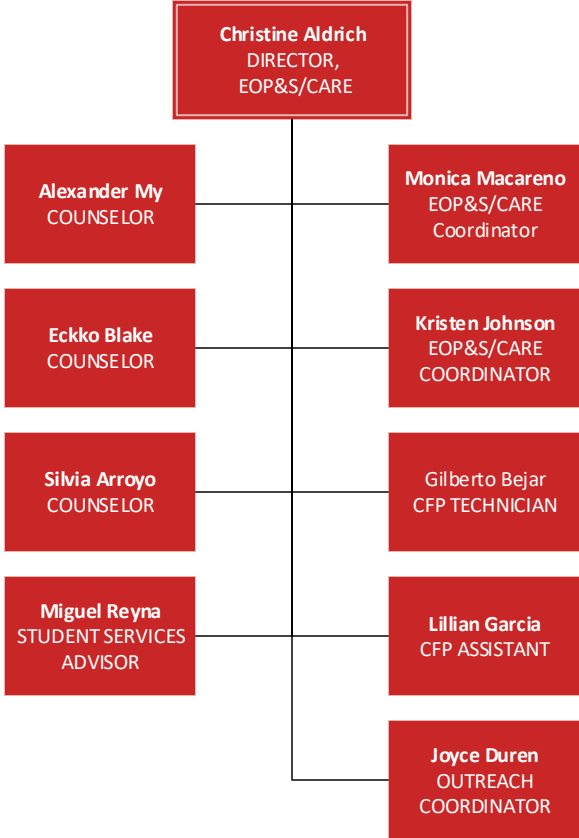 Christine Aldrich
DIRECTOR,
EOP&S/CARE
Alexander My
COUNSELOR
Monica Macareno
EOP&S/CARE
Coordinator
Eckko Blake
COUNSELOR
Kristen Johnson
EOP&S/CARE
COORDINATOR
Silvia Arroyo
COUNSELOR
Gilberto Bejar
CFP TECHNICIAN
Miguel Reyna
STUDENT SERVICES
ADVISOR
Lillian Garcia
CFP ASSISTANT
Joyce Duren
OUTREACH
COORDINATOR